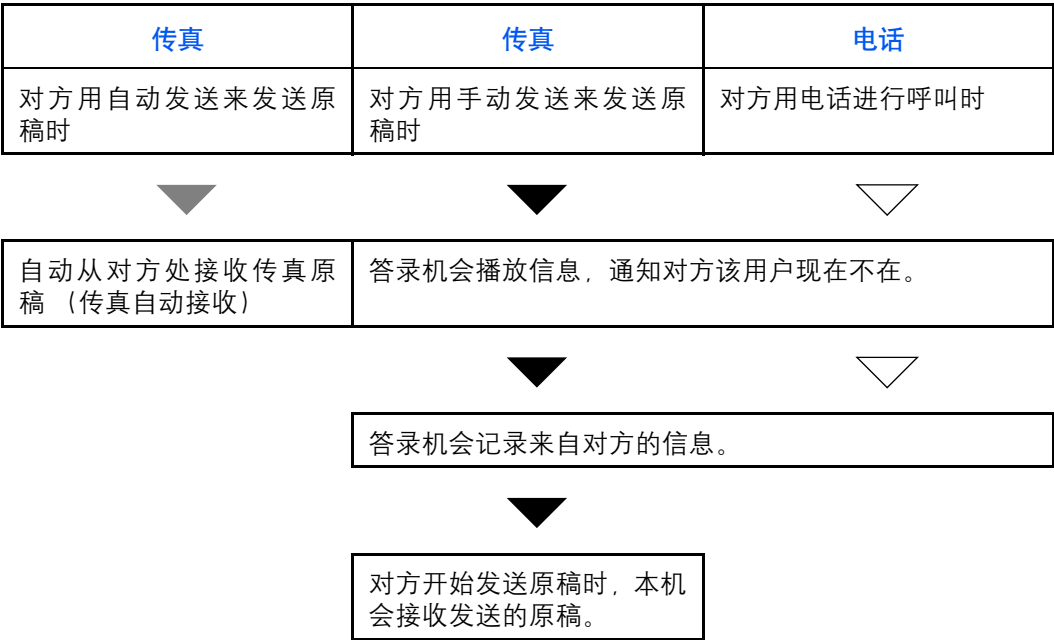 传真
传真
电话
对方用自动发送来发送原
稿时
对方用手动发送来发送原
稿时
对方用电话进行呼叫时
自动从对方处接收传真原
稿 （传真自动接收）
答录机会播放信息，通知对方该用户现在不在。
答录机会记录来自对方的信息。
对方开始发送原稿时，本机
会接收发送的原稿。